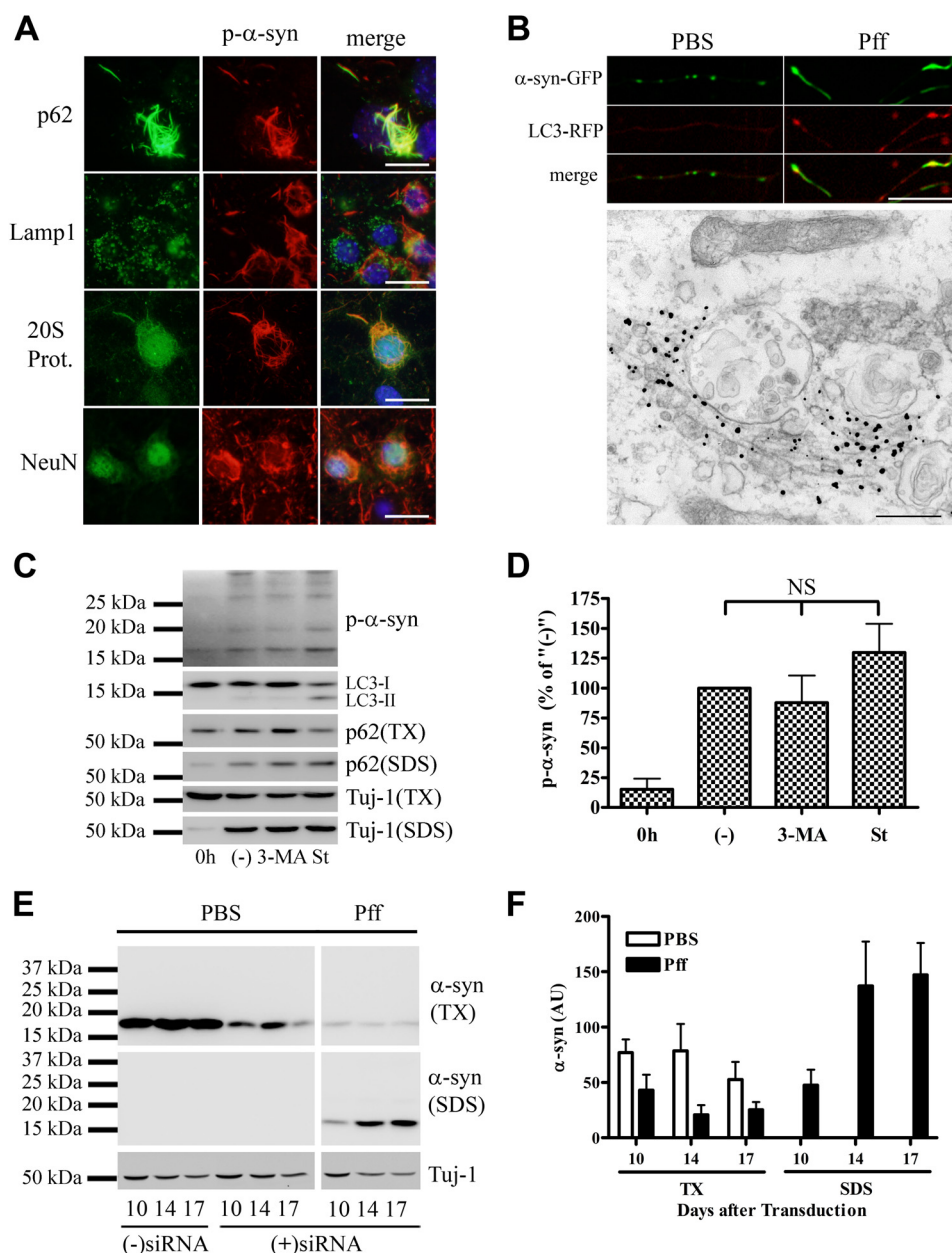 A
p-α-syn merge
p62
Lamp1
20S
Prot.
NeuN
B
PBS Pff
α-syn-GFP
LC3-RFP
merge
C
25 kDa
20 kDa
15 kDa
p-α-syn
15 kDa
LC3-I
LC3-II
50 kDa
p62(TX)
50 kDa
p62(SDS)
50 kDa
Tuj-1(TX)
50 kDa
Tuj-1(SDS)
0h (-) 3-MA St
D
NS
p-α-syn (% of "(-)")
175
150
125
100
75
50
25
0
0h (-) 3-MA St
E
PBS Pff
37 kDa
25 kDa
20 kDa
15 kDa
α-syn
(TX)
37 kDa
25 kDa
20 kDa
15 kDa
α-syn
(SDS)
50 kDa
Tuj-1
10 14 17 10 14 17 10 14 17
(-)siRNA (+)siRNA
F
α-syn (AU)
200
150
100
50
0
PBS
Pff
10 14 17 10 14 17
TX SDS
Days after Transduction